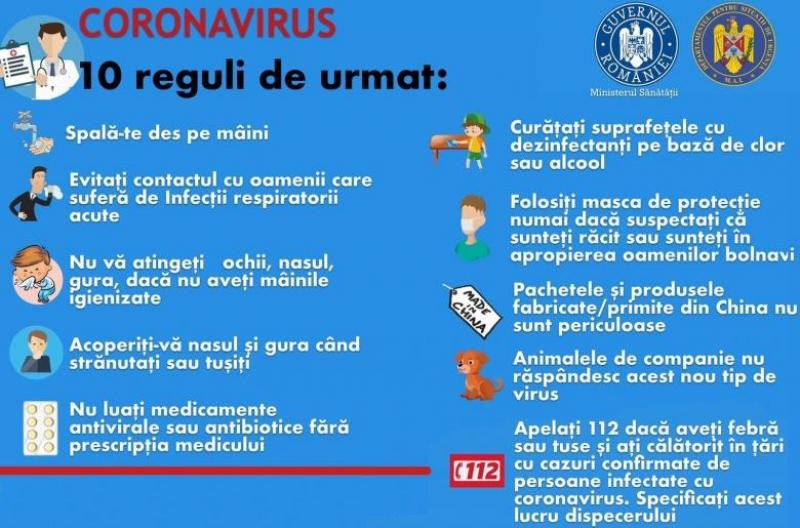 CORONAVIRUS
10 reguli de urmat:
GUVERNUL
ROMÂNIEI
Ministerul Sănătății
DEPARTAMENTUL PENTRU SITUAȚII DE URGENȚĂ
M.A.I.
Spală-te des pe mâini
Evitați contactul cu oamenii care
suferă de Infecții respiratorii
acute
Nu vă atingeți ochii, nasul,
gura, dacă nu aveți mâinile
igienizate
Acoperiți-vă nasul și gura când
strănutați sau tușiți
Nu luați medicamente
antivirale sau antibiotice fără
prescripția medicului
Curățați suprafețele cu
dezinfectanți pe bază de clor
sau alcool
Folosiți masca de protecție
numai dacă suspectați că
sunteți răcit sau sunteți în
apropierea oamenilor bolnavi
MADE
IN
CHINA
Pachetele și produsele
fabricate/primite din China nu
sunt periculoase
Animalele de companie nu
răspândesc acest nou tip de
virus
112
Apelați 112 dacă aveți febră
sau tuse și ați călătorit în țări
cu cazuri confirmate de
persoane infectate cu
coronavirus. Specificați acest
lucru dispecerului